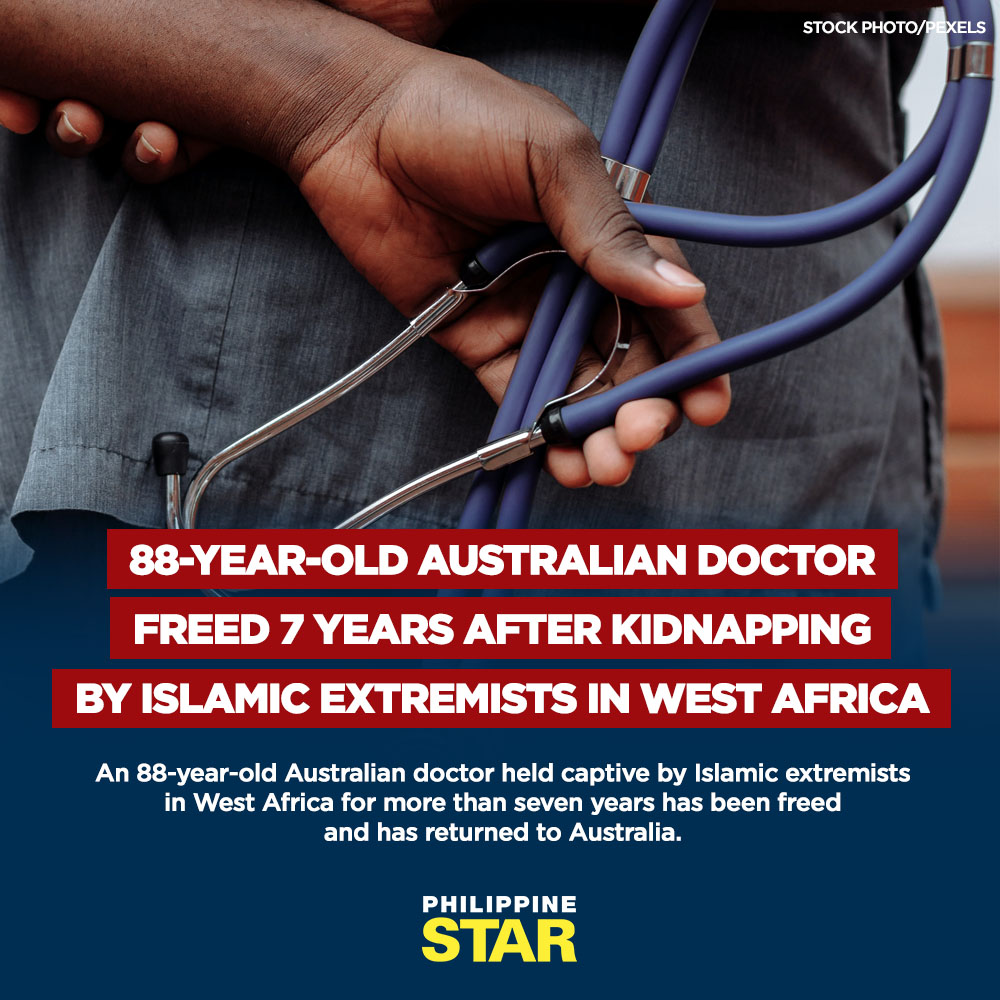 STOCK PHOTO/PEXELS
88-YEAR-OLD AUSTRALIAN DOCTOR
FREED 7 YEARS AFTER KIDNAPPING
BY ISLAMIC EXTREMISTS IN WEST AFRICA
An 88-year-old Australian doctor held captive by Islamic extremists
in West Africa for more than seven years has been freed
and has returned to Australia.
PHILIPPINE
STAR